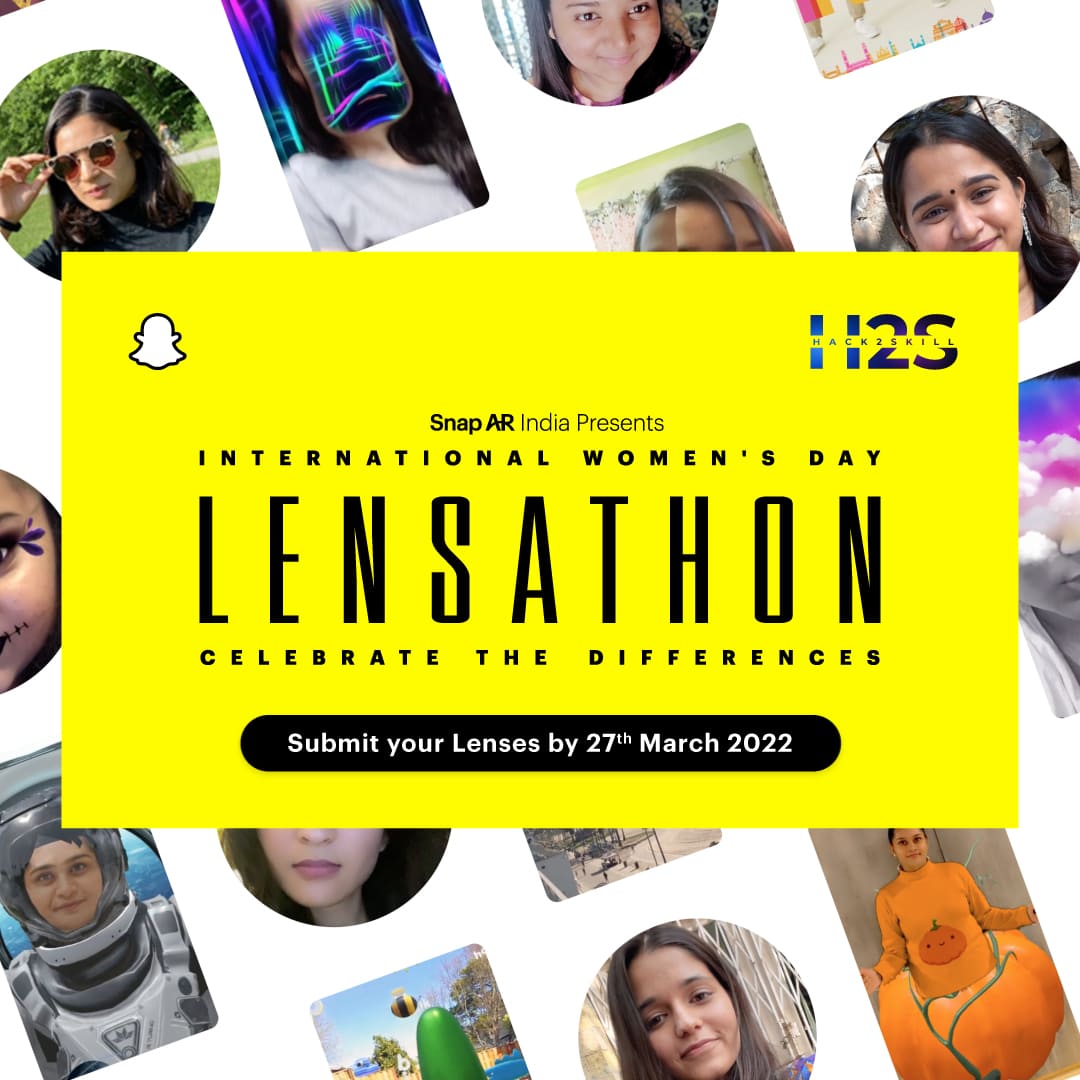 H2S
HACK2SKILL
Snap AR India Presents
INTERNATIONAL WOMEN'S DAY
LENSATHON
CELEBRATE THE DIFFERENCES
Submit your Lenses by 27th March 2022